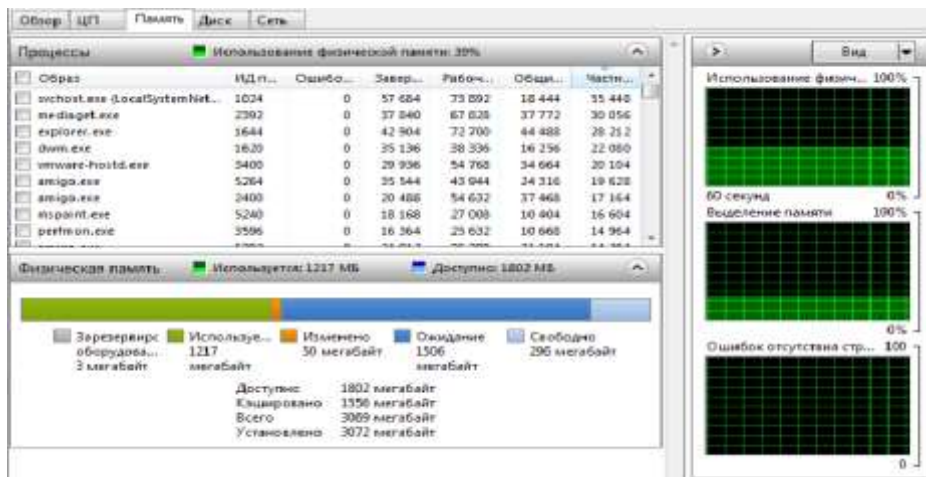 Обзор ЦП Память Диск Сеть
Процессы Использование физической памяти: 39%
Образ ИД п... Ошибо... Завер... Рабоч... Общи... Частн...
svchost.exe (LocalSystemNet... 1024 0 57 684 73 892 18 444 55 448
mediaget.exe 2392 0 37 840 67 828 37 772 30 056
explorer.exe 1644 0 42 904 72 700 44 488 28 212
dwm.exe 1620 0 35 136 38 336 16 256 22 080
vmware-hostd.exe 3400 0 29 936 54 768 34 664 20 104
amigo.exe 5264 0 35 544 43 944 24 316 19 628
amigo.exe 2400 0 20 488 54 632 37 468 17 164
mspaint.exe 5240 0 18 168 27 008 10 404 16 604
perfmon.exe 3596 0 16 364 25 632 10 668 14 964
Физическая память Используется: 1217 МБ Доступно: 1802 МБ
Зарезервирс оборудова... 3 мегабайт
Используе... 1217 мегабайт
Изменено 50 мегабайт
Ожидание 1506 мегабайт
Свободно 296 мегабайт
Доступно 1802 мегабайт
Кэшировано 1556 мегабайт
Всего 3069 мегабайт
Установлено 3072 мегабайт
Вид
Использование физич... 100%
60 секунд 0%
Выделение памяти 100%
0%
Ошибок отсутствия стр... 100
0